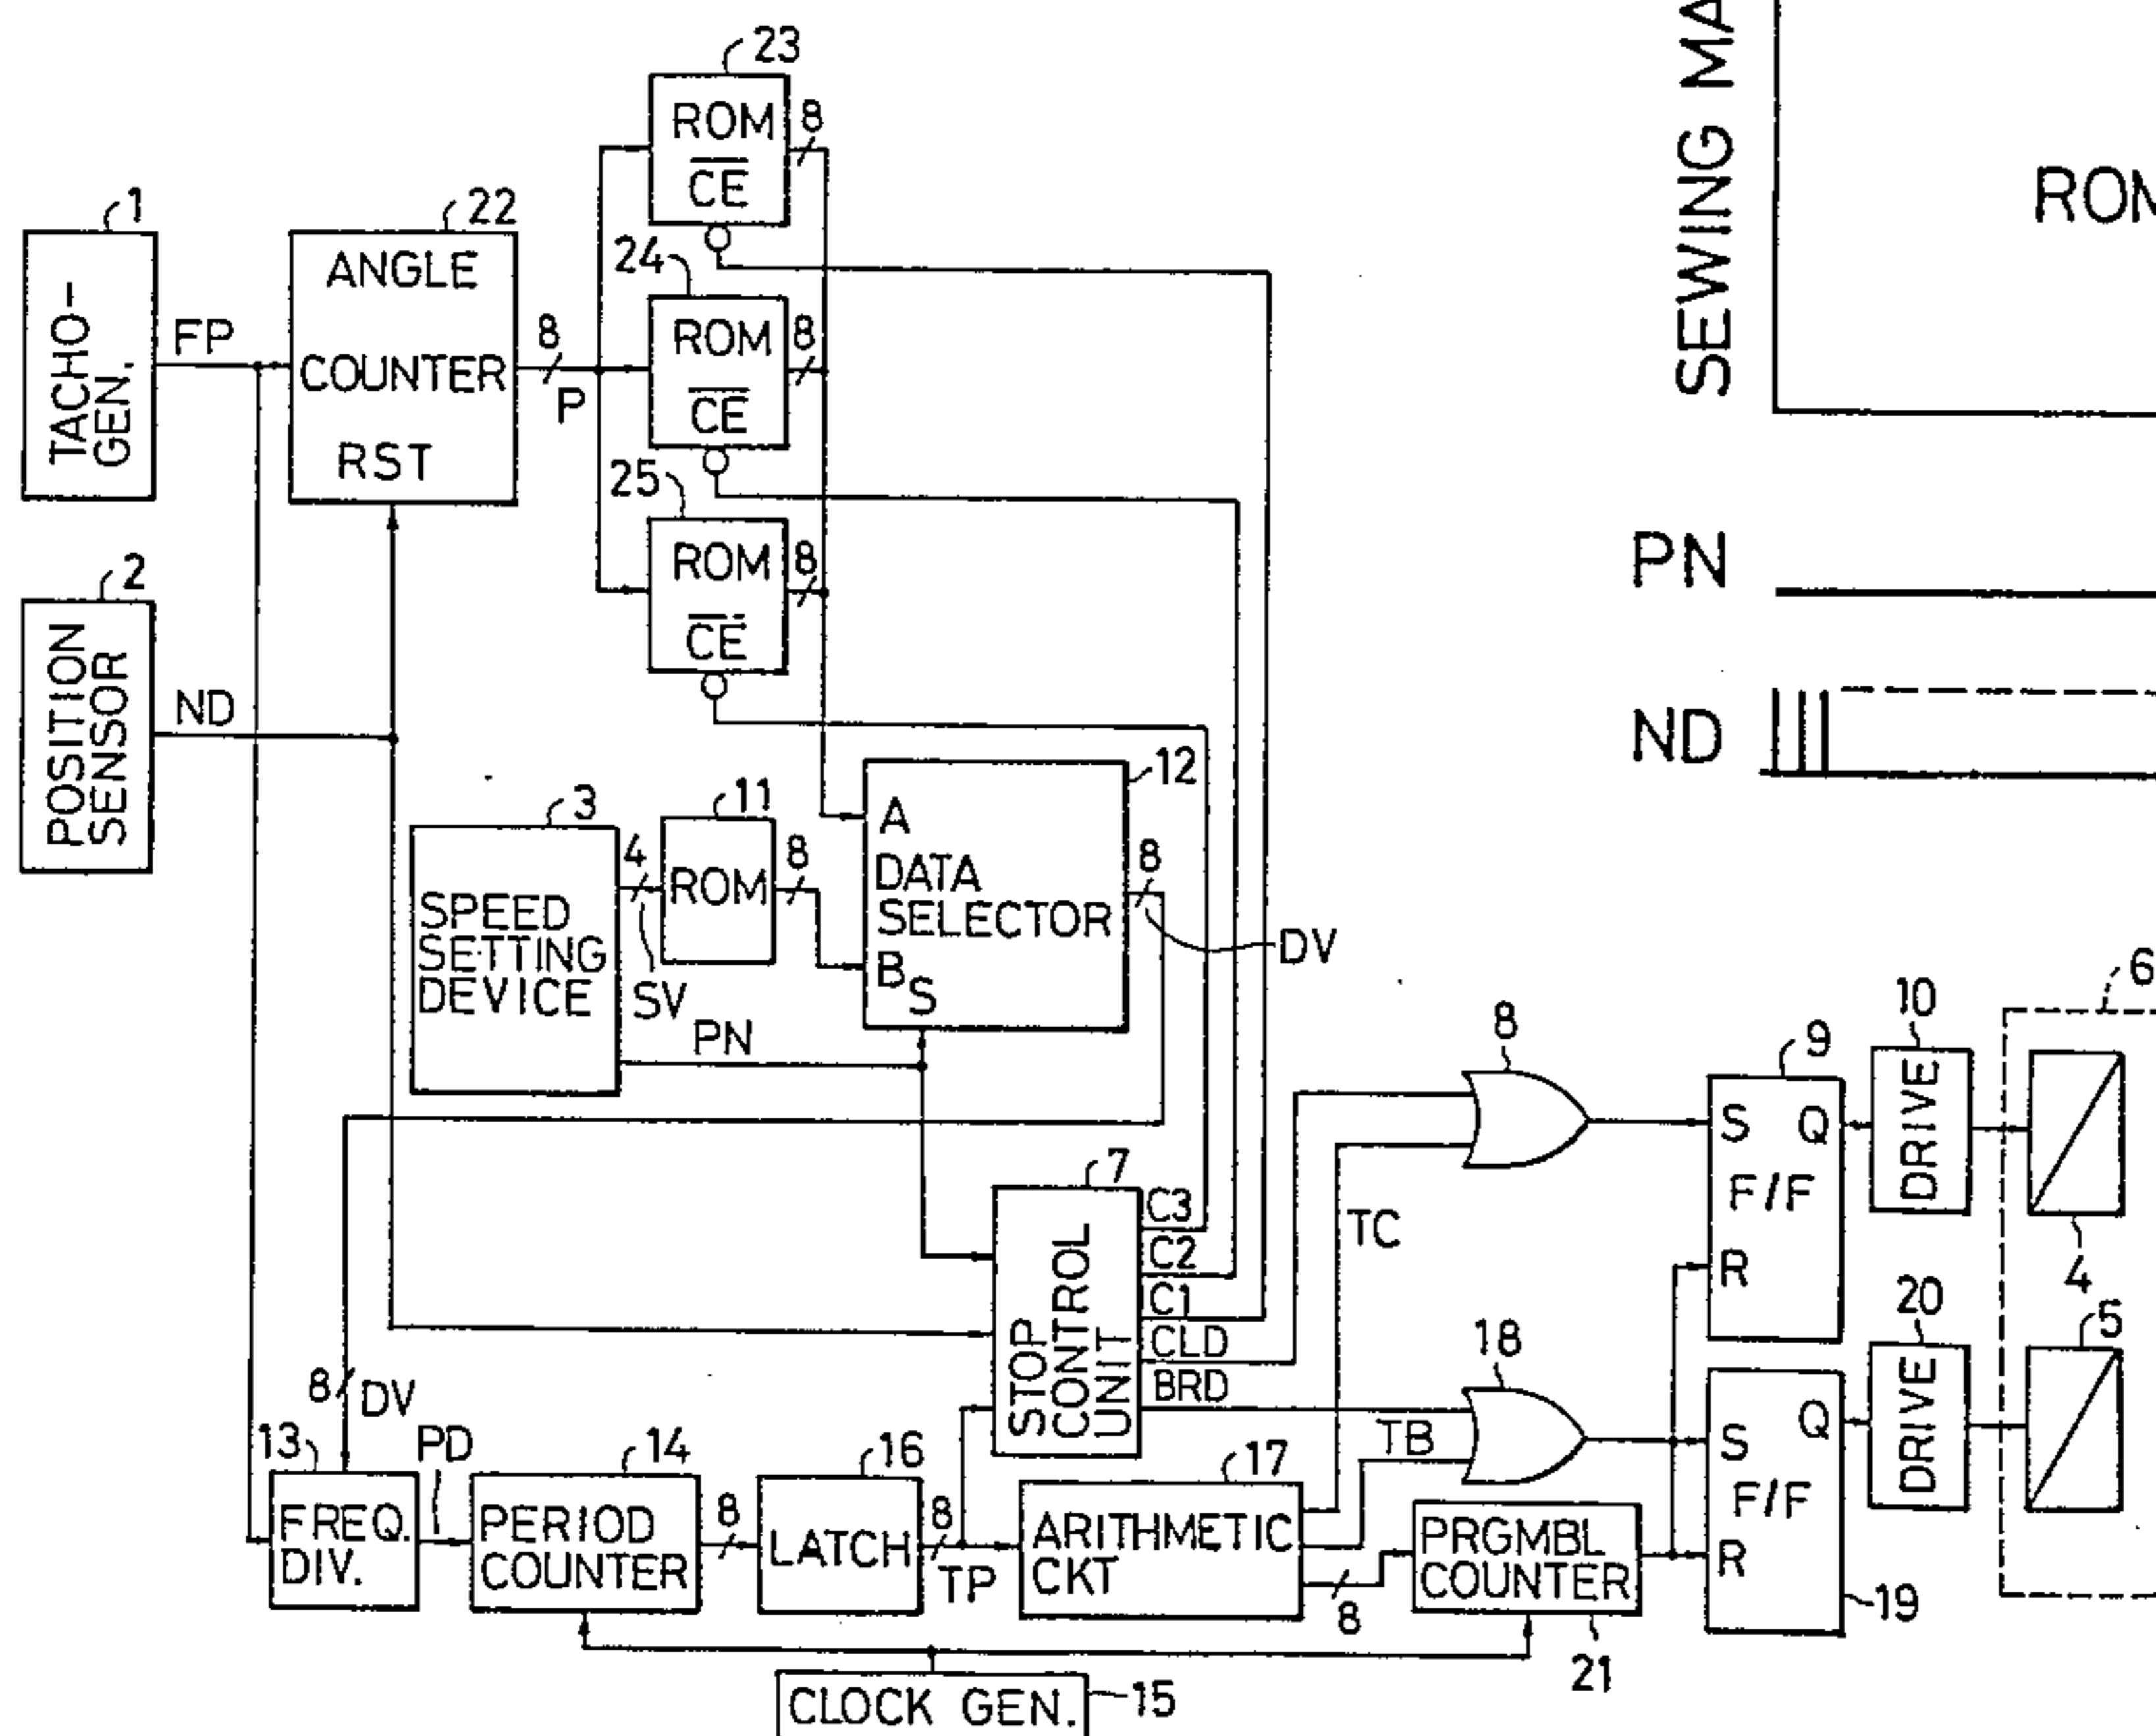 23
ROM
CE
8
1
TACHO-
GEN.
FP
22
ANGLE
COUNTER
RST
8
P
24
ROM
CE
8
25
ROM
CE
8
2
POSITION
SENSOR
ND
3
SPEED
SETTING
DEVICE
4
SV
PN
11
ROM
8
12
A
DATA
SELECTOR
B
S
8
DV
7
STOP
CONTROL
UNIT
C3
C2
C1
CLD
BRD
8
TC
18
TB
9
S
Q
F/F
R
10
DRIVE
6
4
S
Q
F/F
R
19
20
DRIVE
5
8
DV
13
FREQ.
DIV.
PD
14
PERIOD
COUNTER
8
16
LATCH
8
TP
17
ARITHMETIC
CKT
8
PRGMBL
COUNTER
21
CLOCK GEN.
15
SEWING MA
ROM
PN
ND